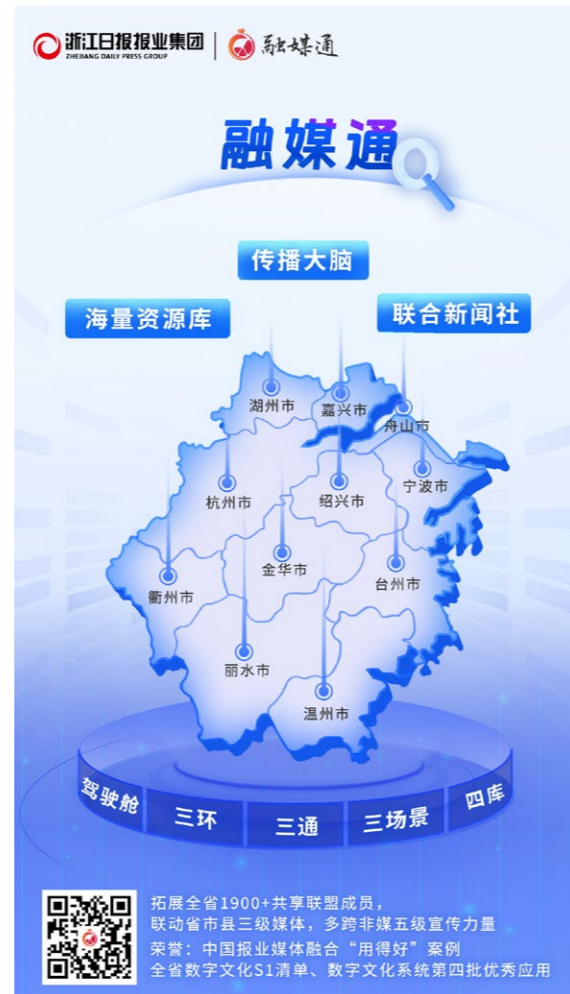 浙江日报报业集团
ZHEJIANG DAILY PRESS GROUP
融媒通
融媒通
传播大脑
海量资源库
联合新闻社
湖州市
嘉兴市
舟山市
杭州市
绍兴市
宁波市
金华市
衢州市
台州市
丽水市
温州市
驾驶舱
三环
三通
三场景
四库
拓展全省1900+共享联盟成员，
联动省市县三级媒体，多跨非媒五级宣传力量
荣誉：中国报业媒体融合“用得好”案例
全省数字文化S1清单、数字文化系统第四批优秀应用